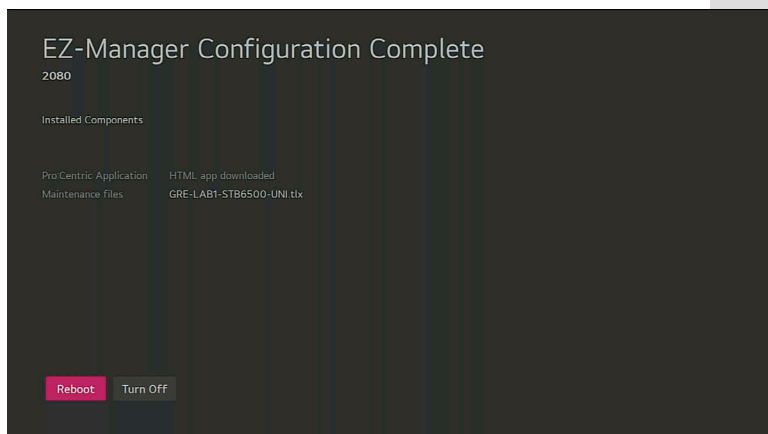 EZ-Manager Configuration Complete
2080
Installed Components
Pro:Centric Application HTML app downloaded
Maintenance files GRE-LAB1-STB6500-UNI.tlx
Reboot Turn Off